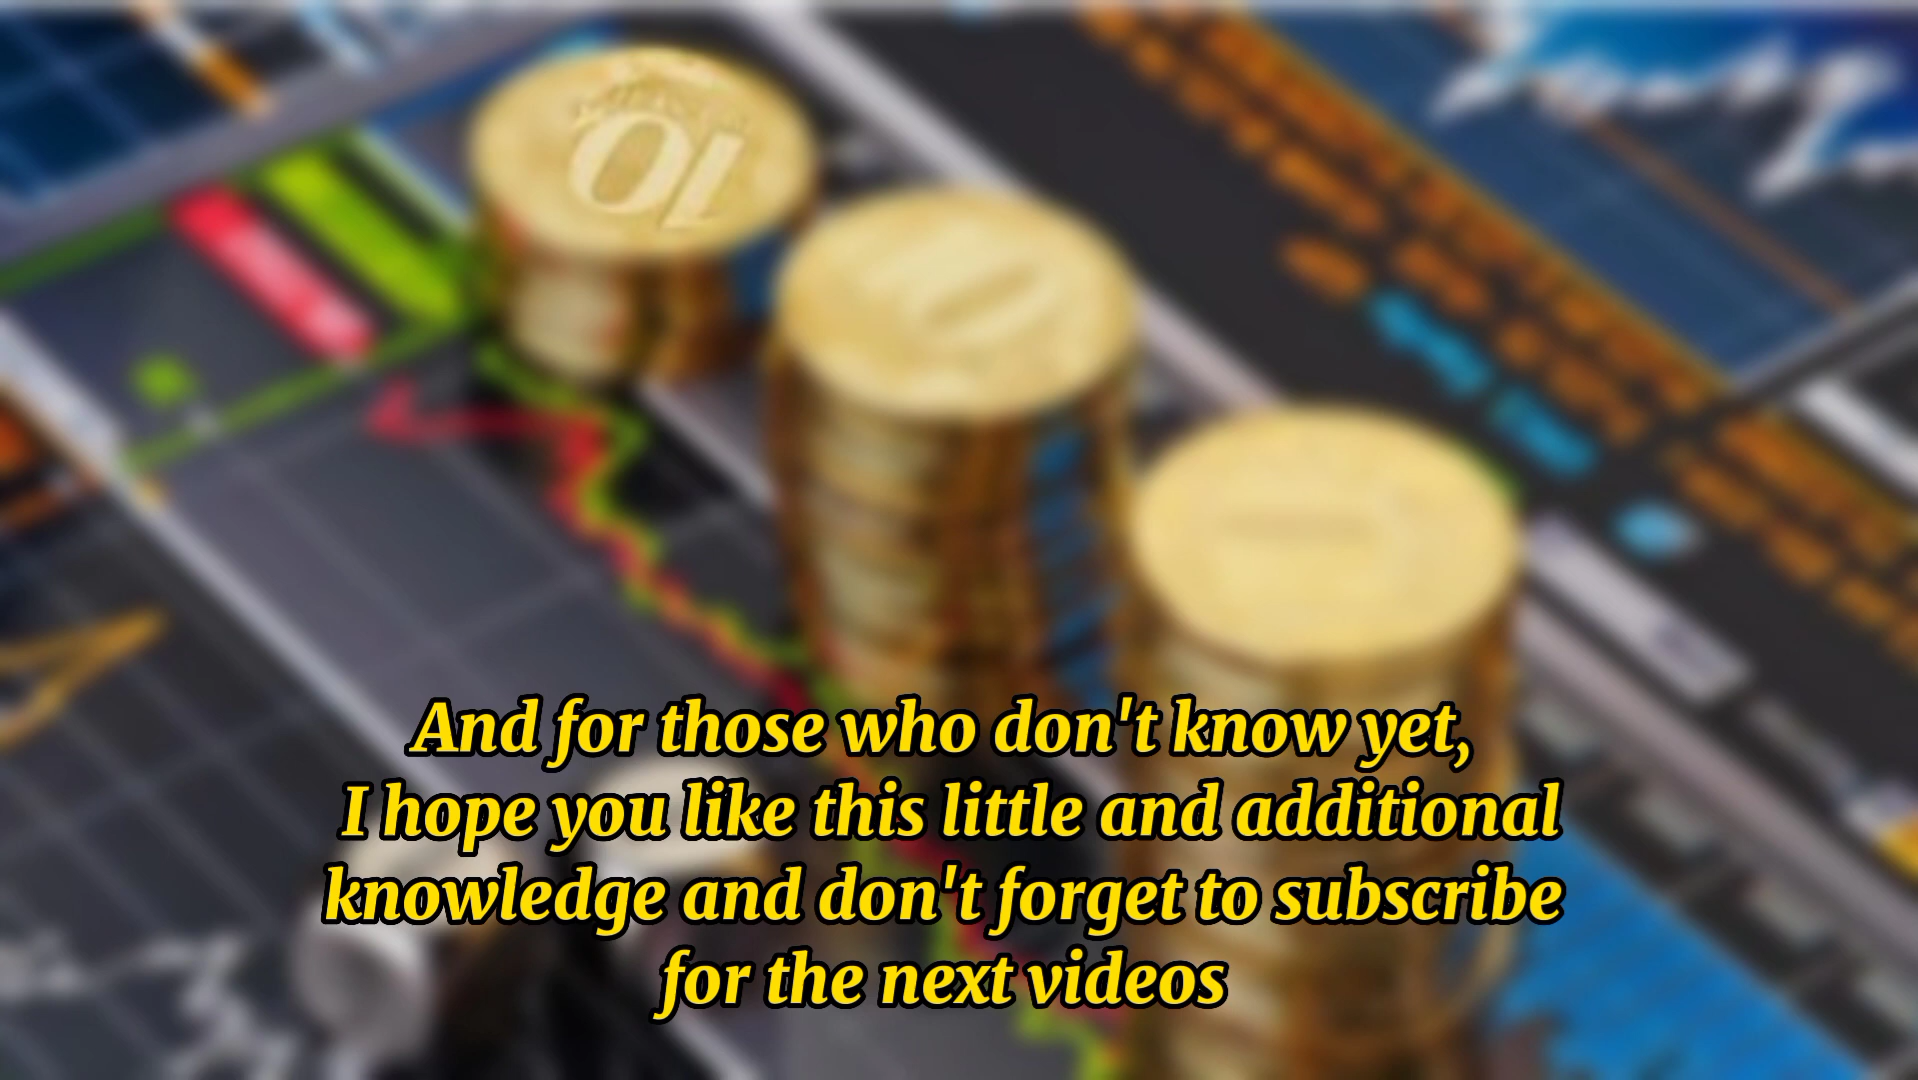 10
And for those who don't know yet,
I hope you like this little and additional
knowledge and don't forget to subscribe
for the next videos